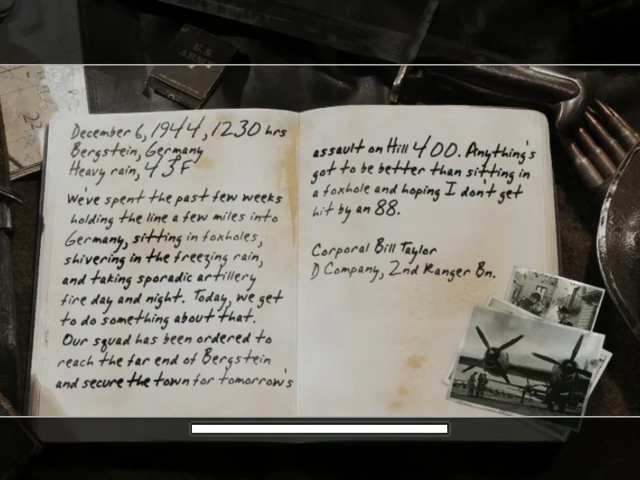 U.S.
ARMY
22
December 6, 1944, 1230 hrs
Bergstein, Germany
Heavy rain, 43F
We've spent the past few weeks
holding the line a few miles into
Germany, sitting in foxholes,
shivering in the freezing rain,
and taking sporadic artillery
fire day and night. Today, we get
to do something about that.
Our squad has been ordered to
reach the far end of Bergstein
and secure the town for tomorrow's
assault on Hill 400. Anything's
got to be better than sitting in
a foxhole and hoping I don't get
hit by an 88.
Corporal Bill Taylor
D Company, 2nd Ranger Bn.